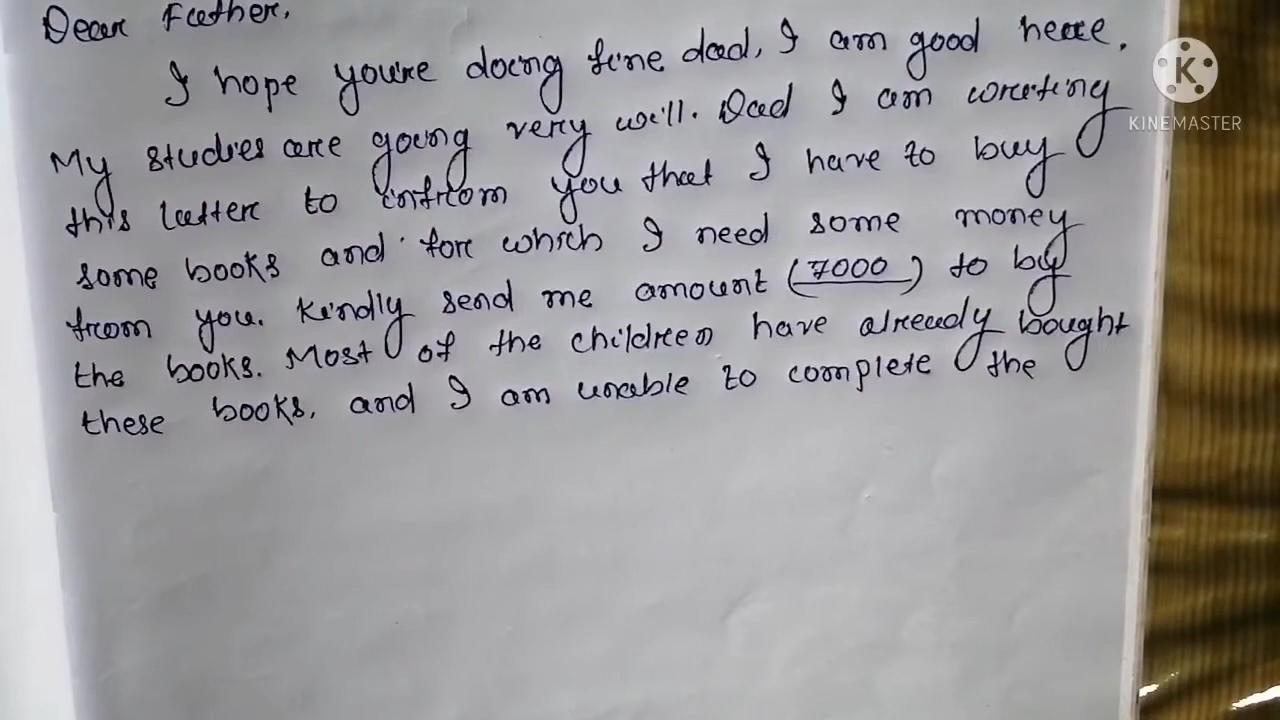 Dear Father,
I hope you're doing fine dad, I am good here.
My studies are going very well. Dad I am writing
this letter to infrom you that I have to buy
some books and for which I need some money
from you. Kindly send me amount (7000) to by
the books. Most of the children have already bought
these books, and I am unable to complete the
K
KINEMASTER